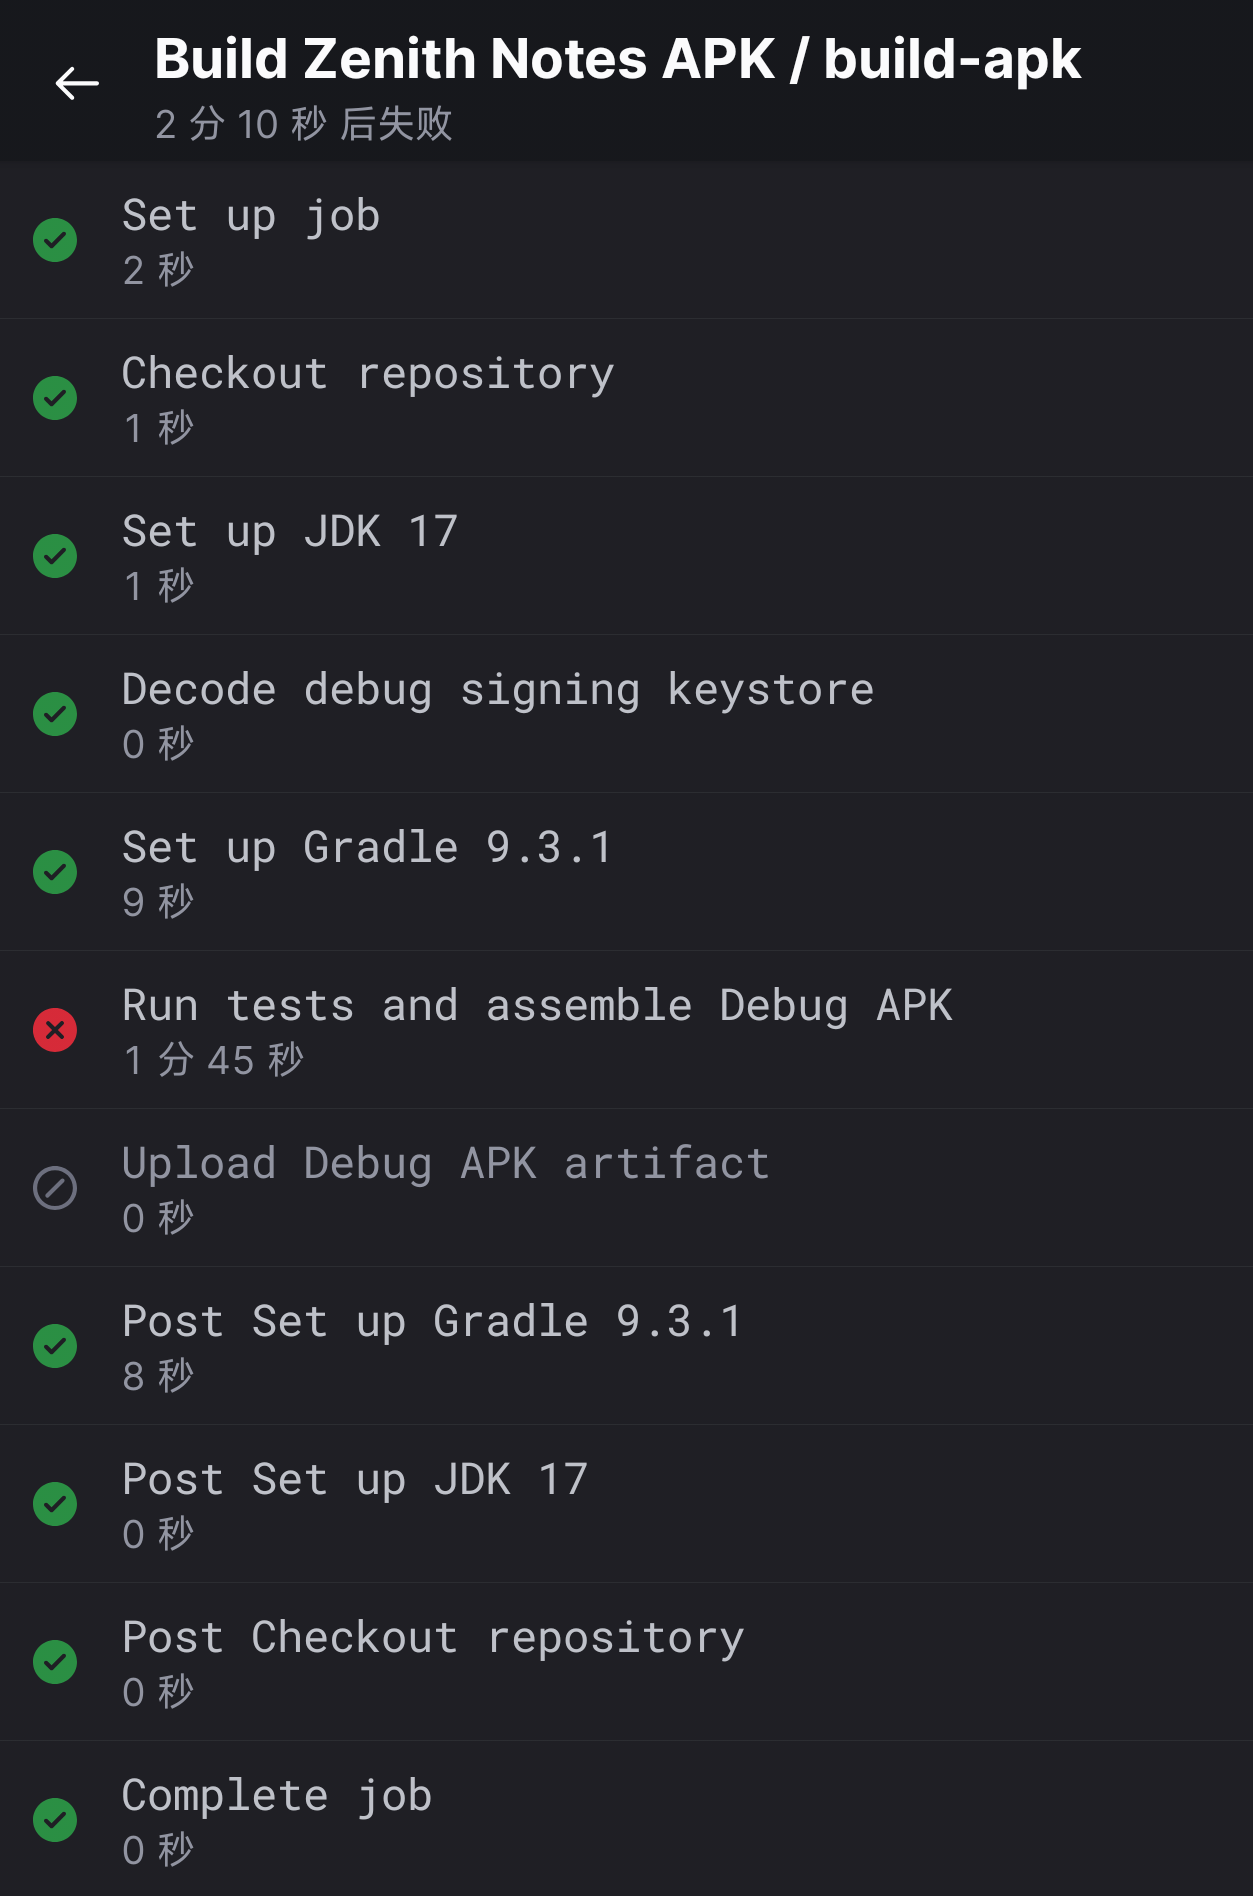 Build Zenith Notes APK / build-apk
2 分 10 秒 后失败
Set up job
2 秒
Checkout repository
1 秒
Set up JDK 17
1 秒
Decode debug signing keystore
0 秒
Set up Gradle 9.3.1
9 秒
Run tests and assemble Debug APK
1 分 45 秒
Upload Debug APK artifact
0 秒
Post Set up Gradle 9.3.1
8 秒
Post Set up JDK 17
0 秒
Post Checkout repository
0 秒
Complete job
0 秒